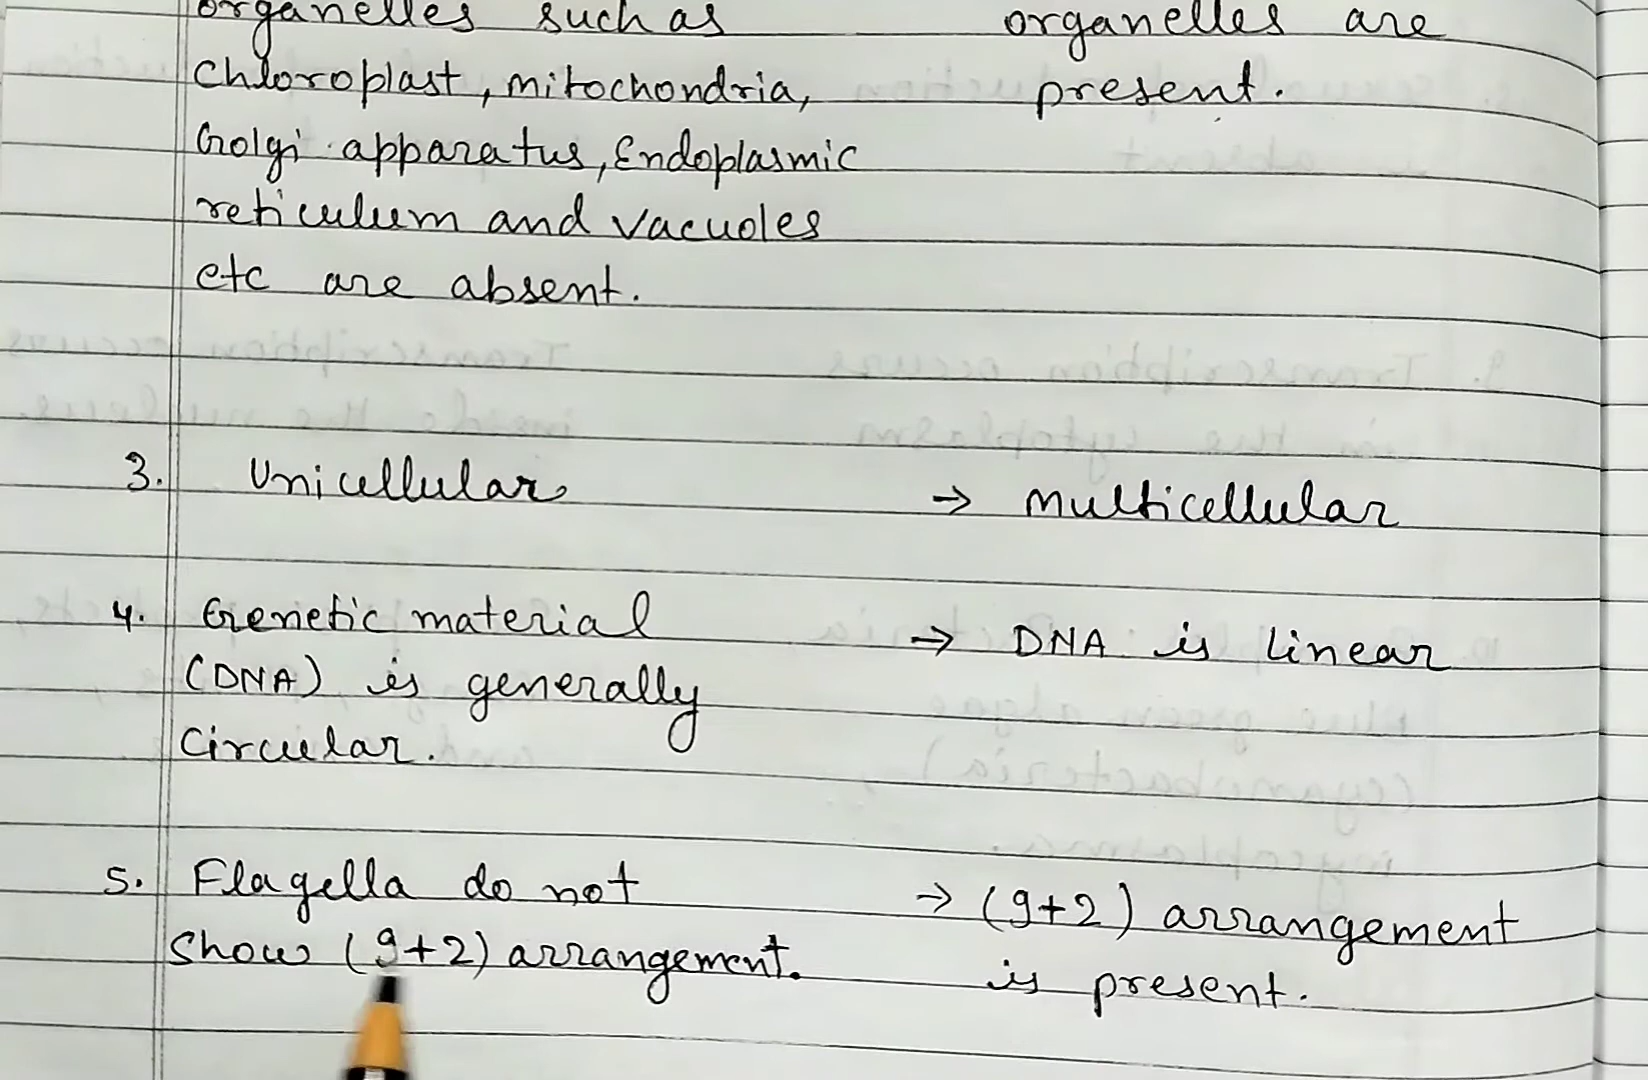 organelles such as
Chloroplast, mitochondria,
Golgi apparatus, Endoplasmic
reticulum and vacuoles
etc are absent.
organelles are
present.
3. Unicellular
→ multicellular
4. Genetic material
(DNA) is generally
Circular.
→ DNA is linear
5. Flagella do not
Show (9+2) arrangement.
→ (9+2) arrangement
is present.